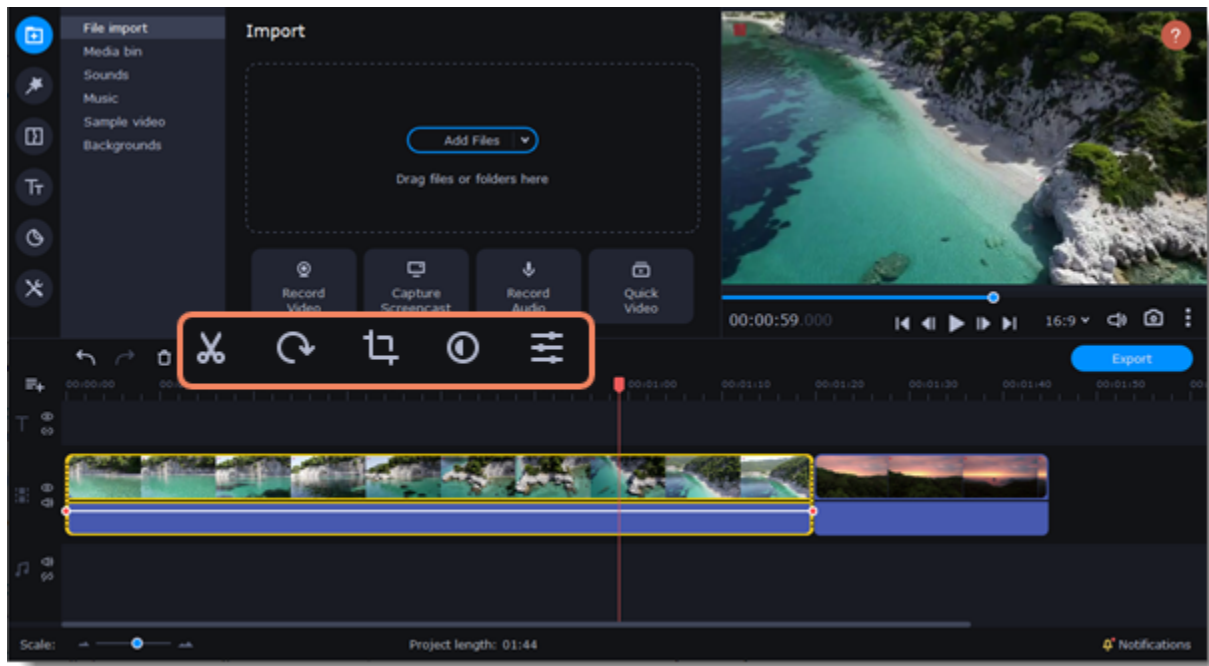 File import
Media bin
Sounds
Music
Sample video
Backgrounds
Import
Add Files
Drag files or folders here
Record
Video
Capture
Screencast
Record
Audio
Quick
Video
?
00:00:59.000
16:9
Export
00:00:00
00:01:00
00:01:10
00:01:20
00:01:30
00:01:40
00:01:50
T
Scale:
Project length: 01:44
Notifications